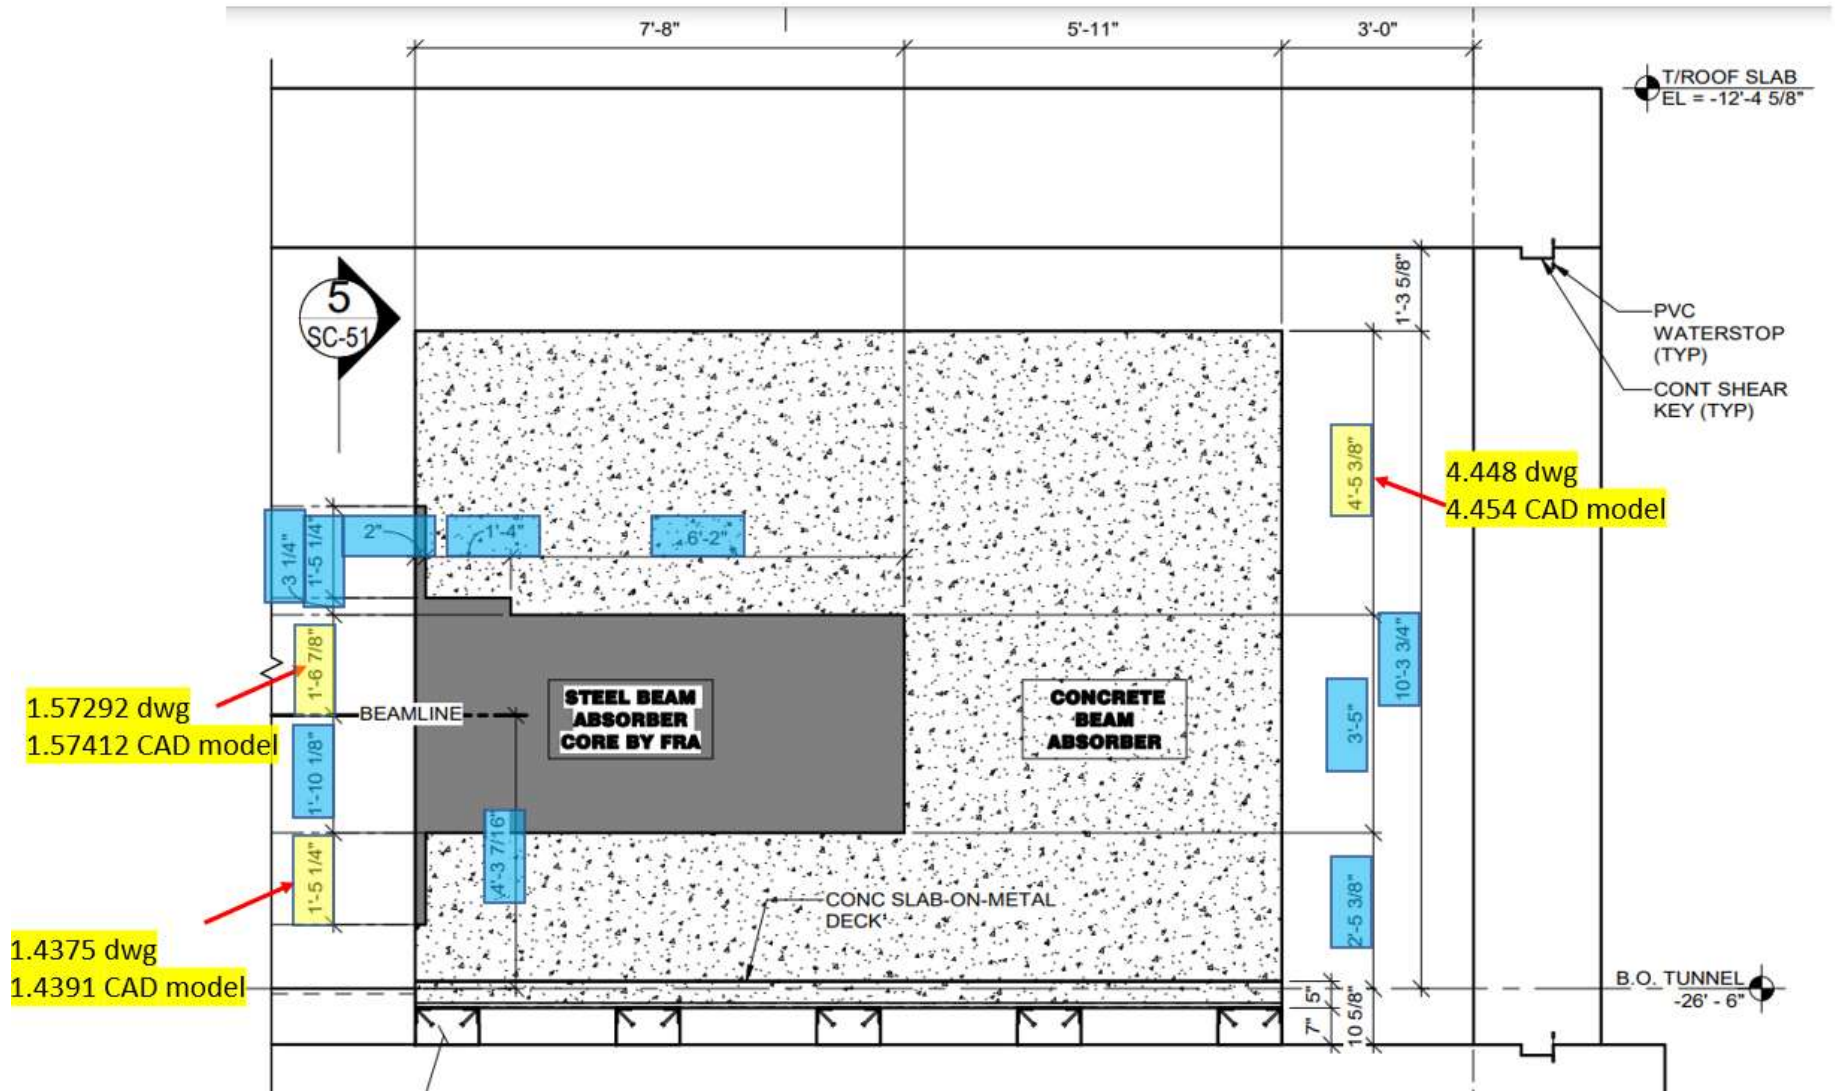 7'-8"
5'-11"
3'-0"
T/ROOF SLAB
EL = -12'-4 5/8"
5
SC-51
1'-3 5/8"
PVC
WATERSTOP
(TYP)
CONT SHEAR
KEY (TYP)
4'-5 3/8"
4.448 dwg
4.454 CAD model
3 1/4"
1'-5 1/4"
2"
1'-4"
6'-2"
1'-6 7/8"
1.57292 dwg
1.57412 CAD model
BEAMLINE
STEEL BEAM
ABSORBER
CORE BY FRA
CONCRETE
BEAM
ABSORBER
10'-3 3/4"
3'-5"
1'-10 1/8"
4'-3 7/16"
1'-5 1/4"
1.4375 dwg
1.4391 CAD model
CONC SLAB-ON-METAL
DECK
2'-5 3/8"
B.O. TUNNEL
-26' - 6"
5"
7"
10 5/8"